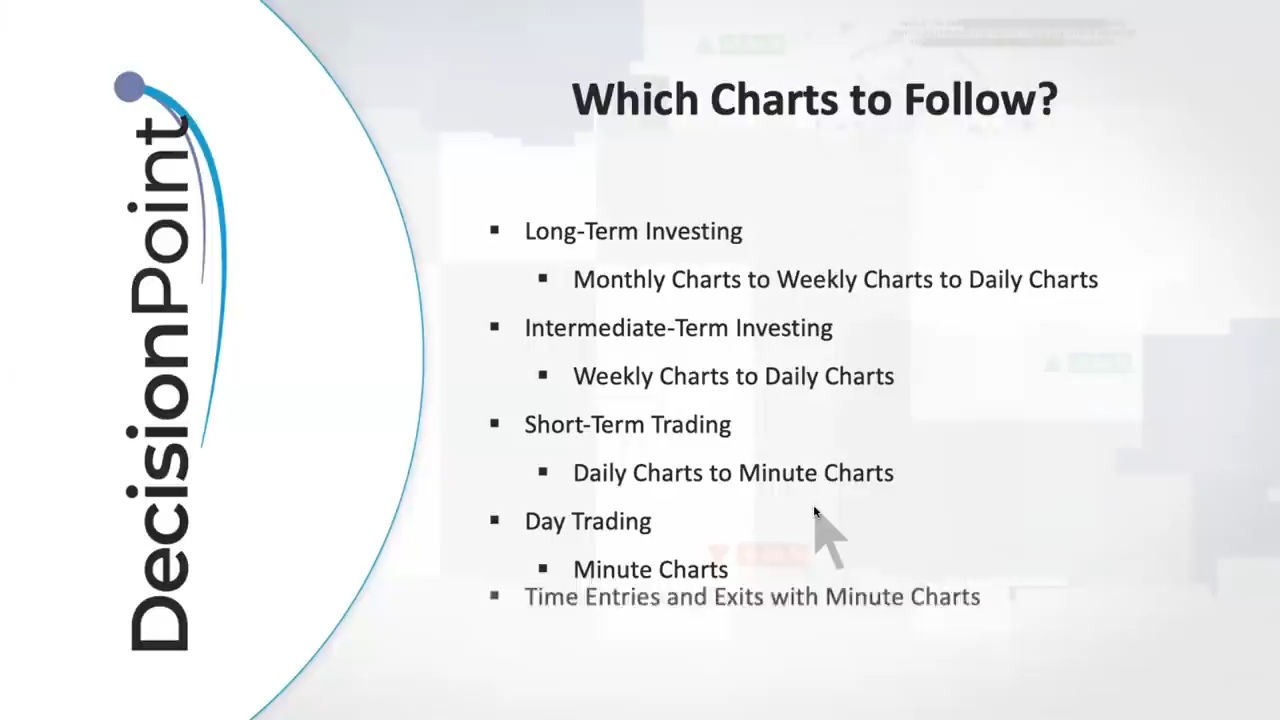 DecisionPoint
Which Charts to Follow?
▪ Long-Term Investing
▪ Monthly Charts to Weekly Charts to Daily Charts
▪ Intermediate-Term Investing
▪ Weekly Charts to Daily Charts
▪ Short-Term Trading
▪ Daily Charts to Minute Charts
▪ Day Trading
▪ Minute Charts
▪ Time Entries and Exits with Minute Charts